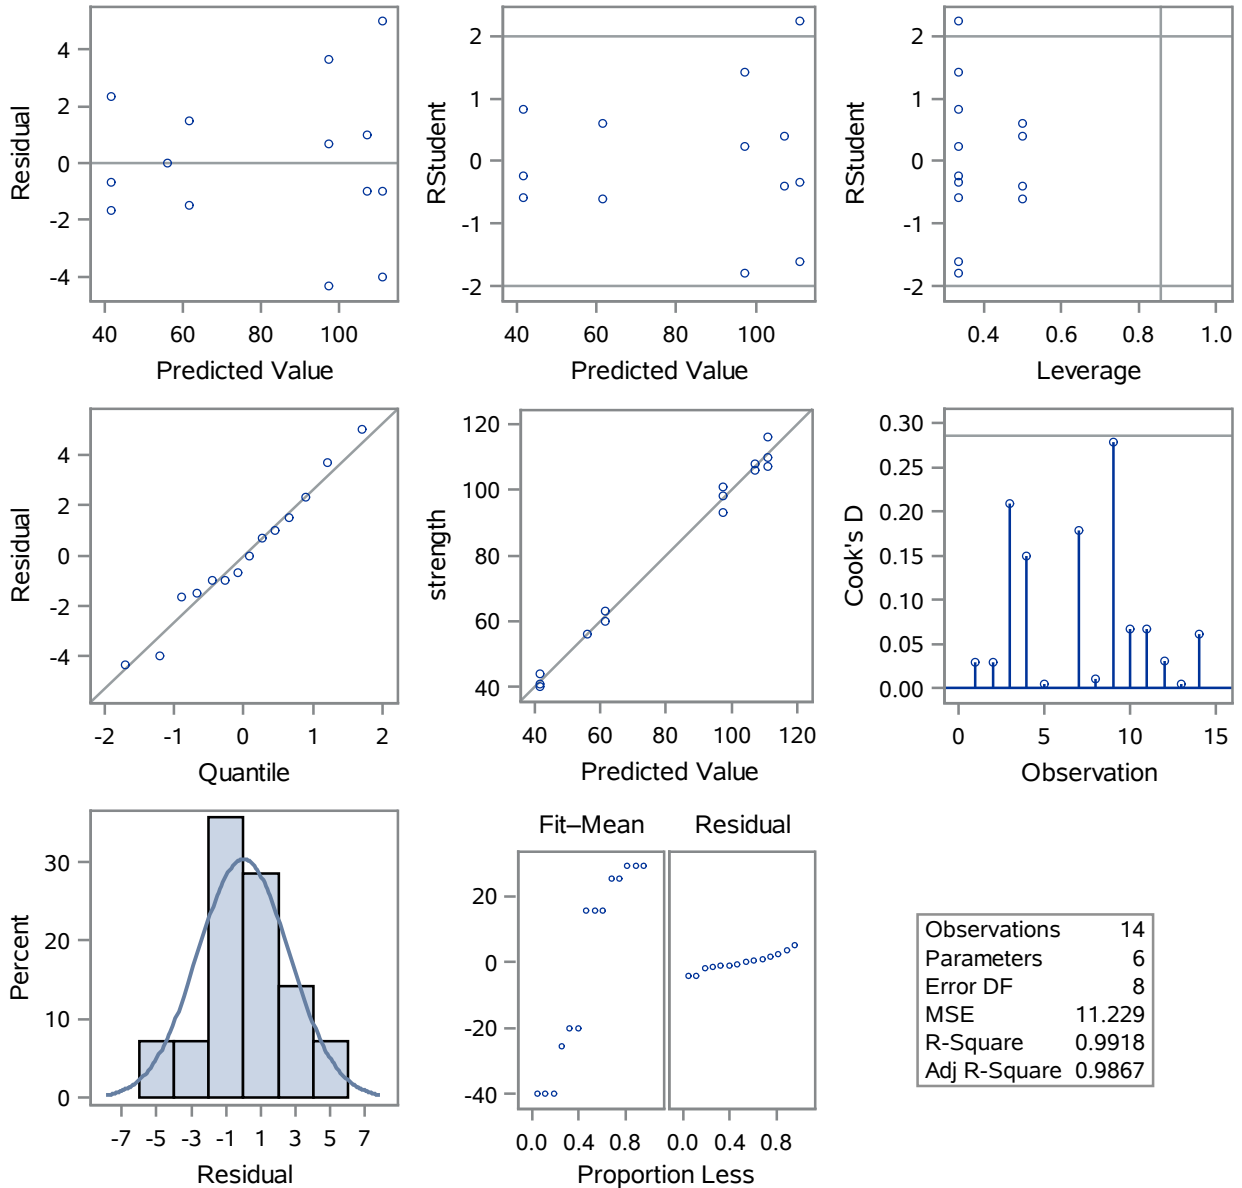 Residual
4
2
0
-2
-4
40 60 80 100
Predicted Value
RStudent
2
1
0
-1
-2
40 60 80 100
Predicted Value
RStudent
2
1
0
-1
-2
0.4 0.6 0.8 1.0
Leverage
Residual
4
2
0
-2
-4
-2 -1 0 1 2
Quantile
strength
120
100
80
60
40
40 60 80 100 120
Predicted Value
Cook's D
0.30
0.25
0.20
0.15
0.10
0.05
0.00
0 5 10 15
Observation
Percent
30
20
10
0
-7 -5 -3 -1 1 3 5 7
Residual
Fit–Mean Residual
20
0
-20
-40
0.0 0.4 0.8 0.0 0.4 0.8
Proportion Less
Observations 14
Parameters 6
Error DF 8
MSE 11.229
R-Square 0.9918
Adj R-Square 0.9867